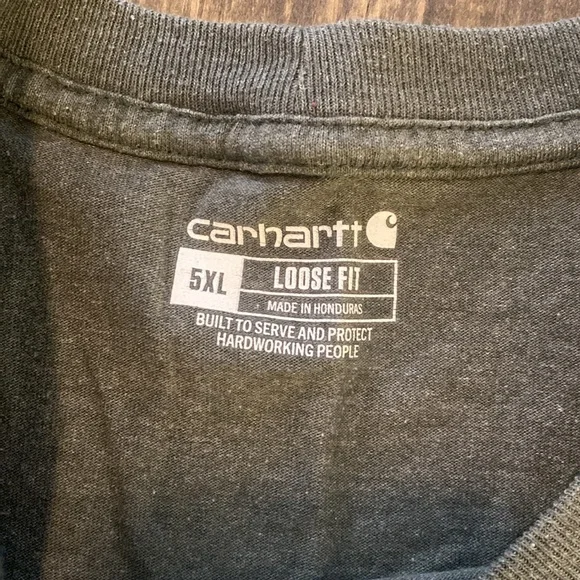 carhartt
5XL LOOSE FIT
MADE IN HONDURAS
BUILT TO SERVE AND PROTECT
HARDWORKING PEOPLE